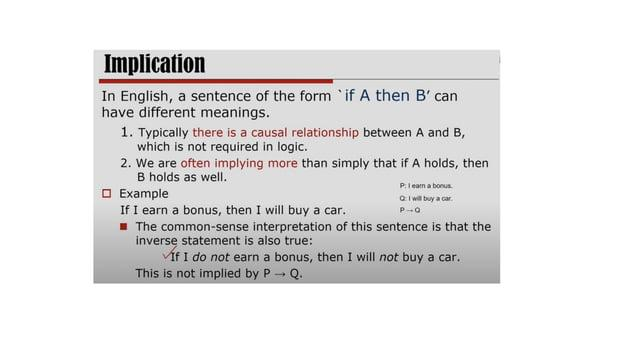 Implication
In English, a sentence of the form `if A then B' can
have different meanings.
1. Typically there is a causal relationship between A and B,
which is not required in logic.
2. We are often implying more than simply that if A holds, then
B holds as well.
P: I earn a bonus.
Example
Q: I will buy a car.
If I earn a bonus, then I will buy a car.
P → Q
The common-sense interpretation of this sentence is that the
inverse statement is also true:
If I do not earn a bonus, then I will not buy a car.
This is not implied by P → Q.